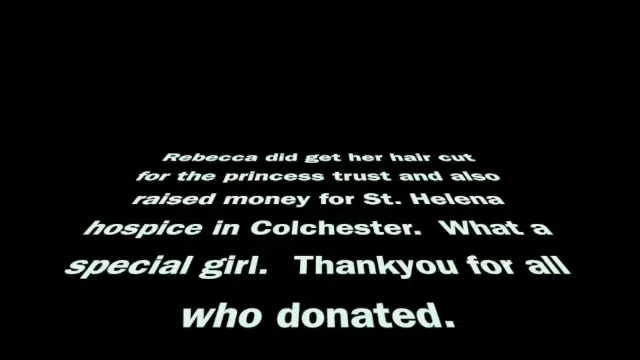 Rebecca did get her hair cut
for the princess trust and also
raised money for St. Helena
hospice in Colchester.  What a
special girl.  Thankyou for all
who donated.